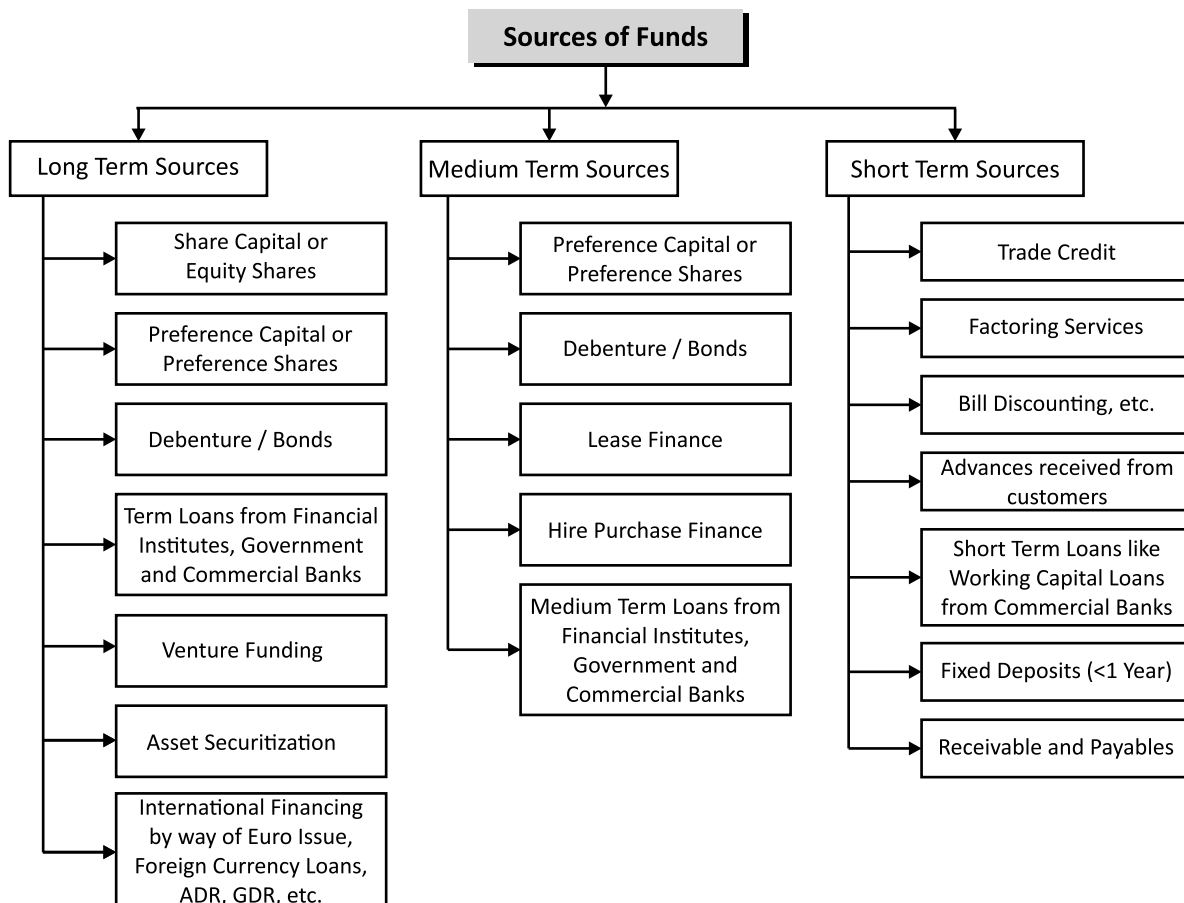 Sources of Funds
Long Term Sources
Share Capital or
Equity Shares
Preference Capital or
Preference Shares
Debenture / Bonds
Term Loans from Financial
Institutes, Government
and Commercial Banks
Venture Funding
Asset Securitization
International Financing
by way of Euro Issue,
Foreign Currency Loans,
ADR, GDR, etc.
Medium Term Sources
Preference Capital or
Preference Shares
Debenture / Bonds
Lease Finance
Hire Purchase Finance
Medium Term Loans from
Financial Institutes,
Government and
Commercial Banks
Short Term Sources
Trade Credit
Factoring Services
Bill Discounting, etc.
Advances received from
customers
Short Term Loans like
Working Capital Loans
from Commercial Banks
Fixed Deposits (<1 Year)
Receivable and Payables